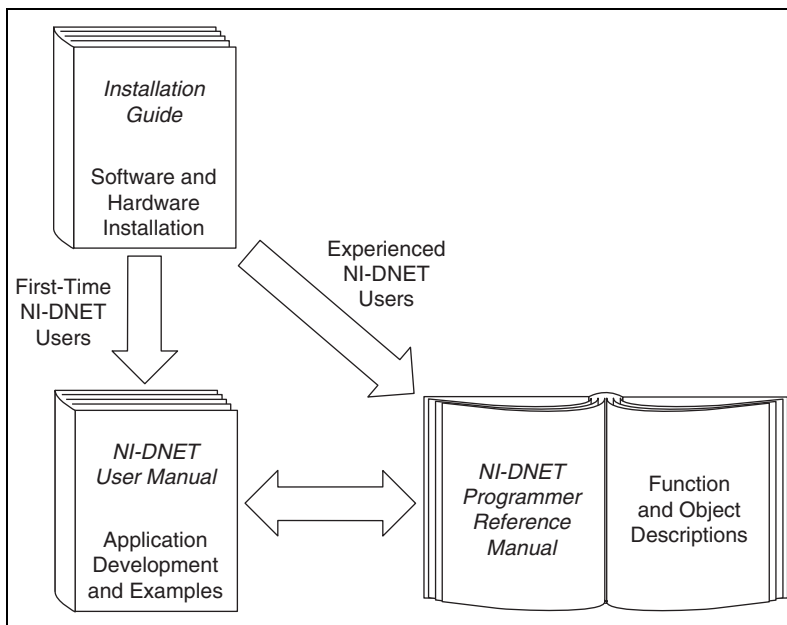 Installation
Guide
Software and
Hardware
Installation
First-Time
NI-DNET
Users
Experienced
NI-DNET
Users
NI-DNET
User Manual
Application
Development
and Examples
NI-DNET
Programmer
Reference
Manual
Function
and Object
Descriptions